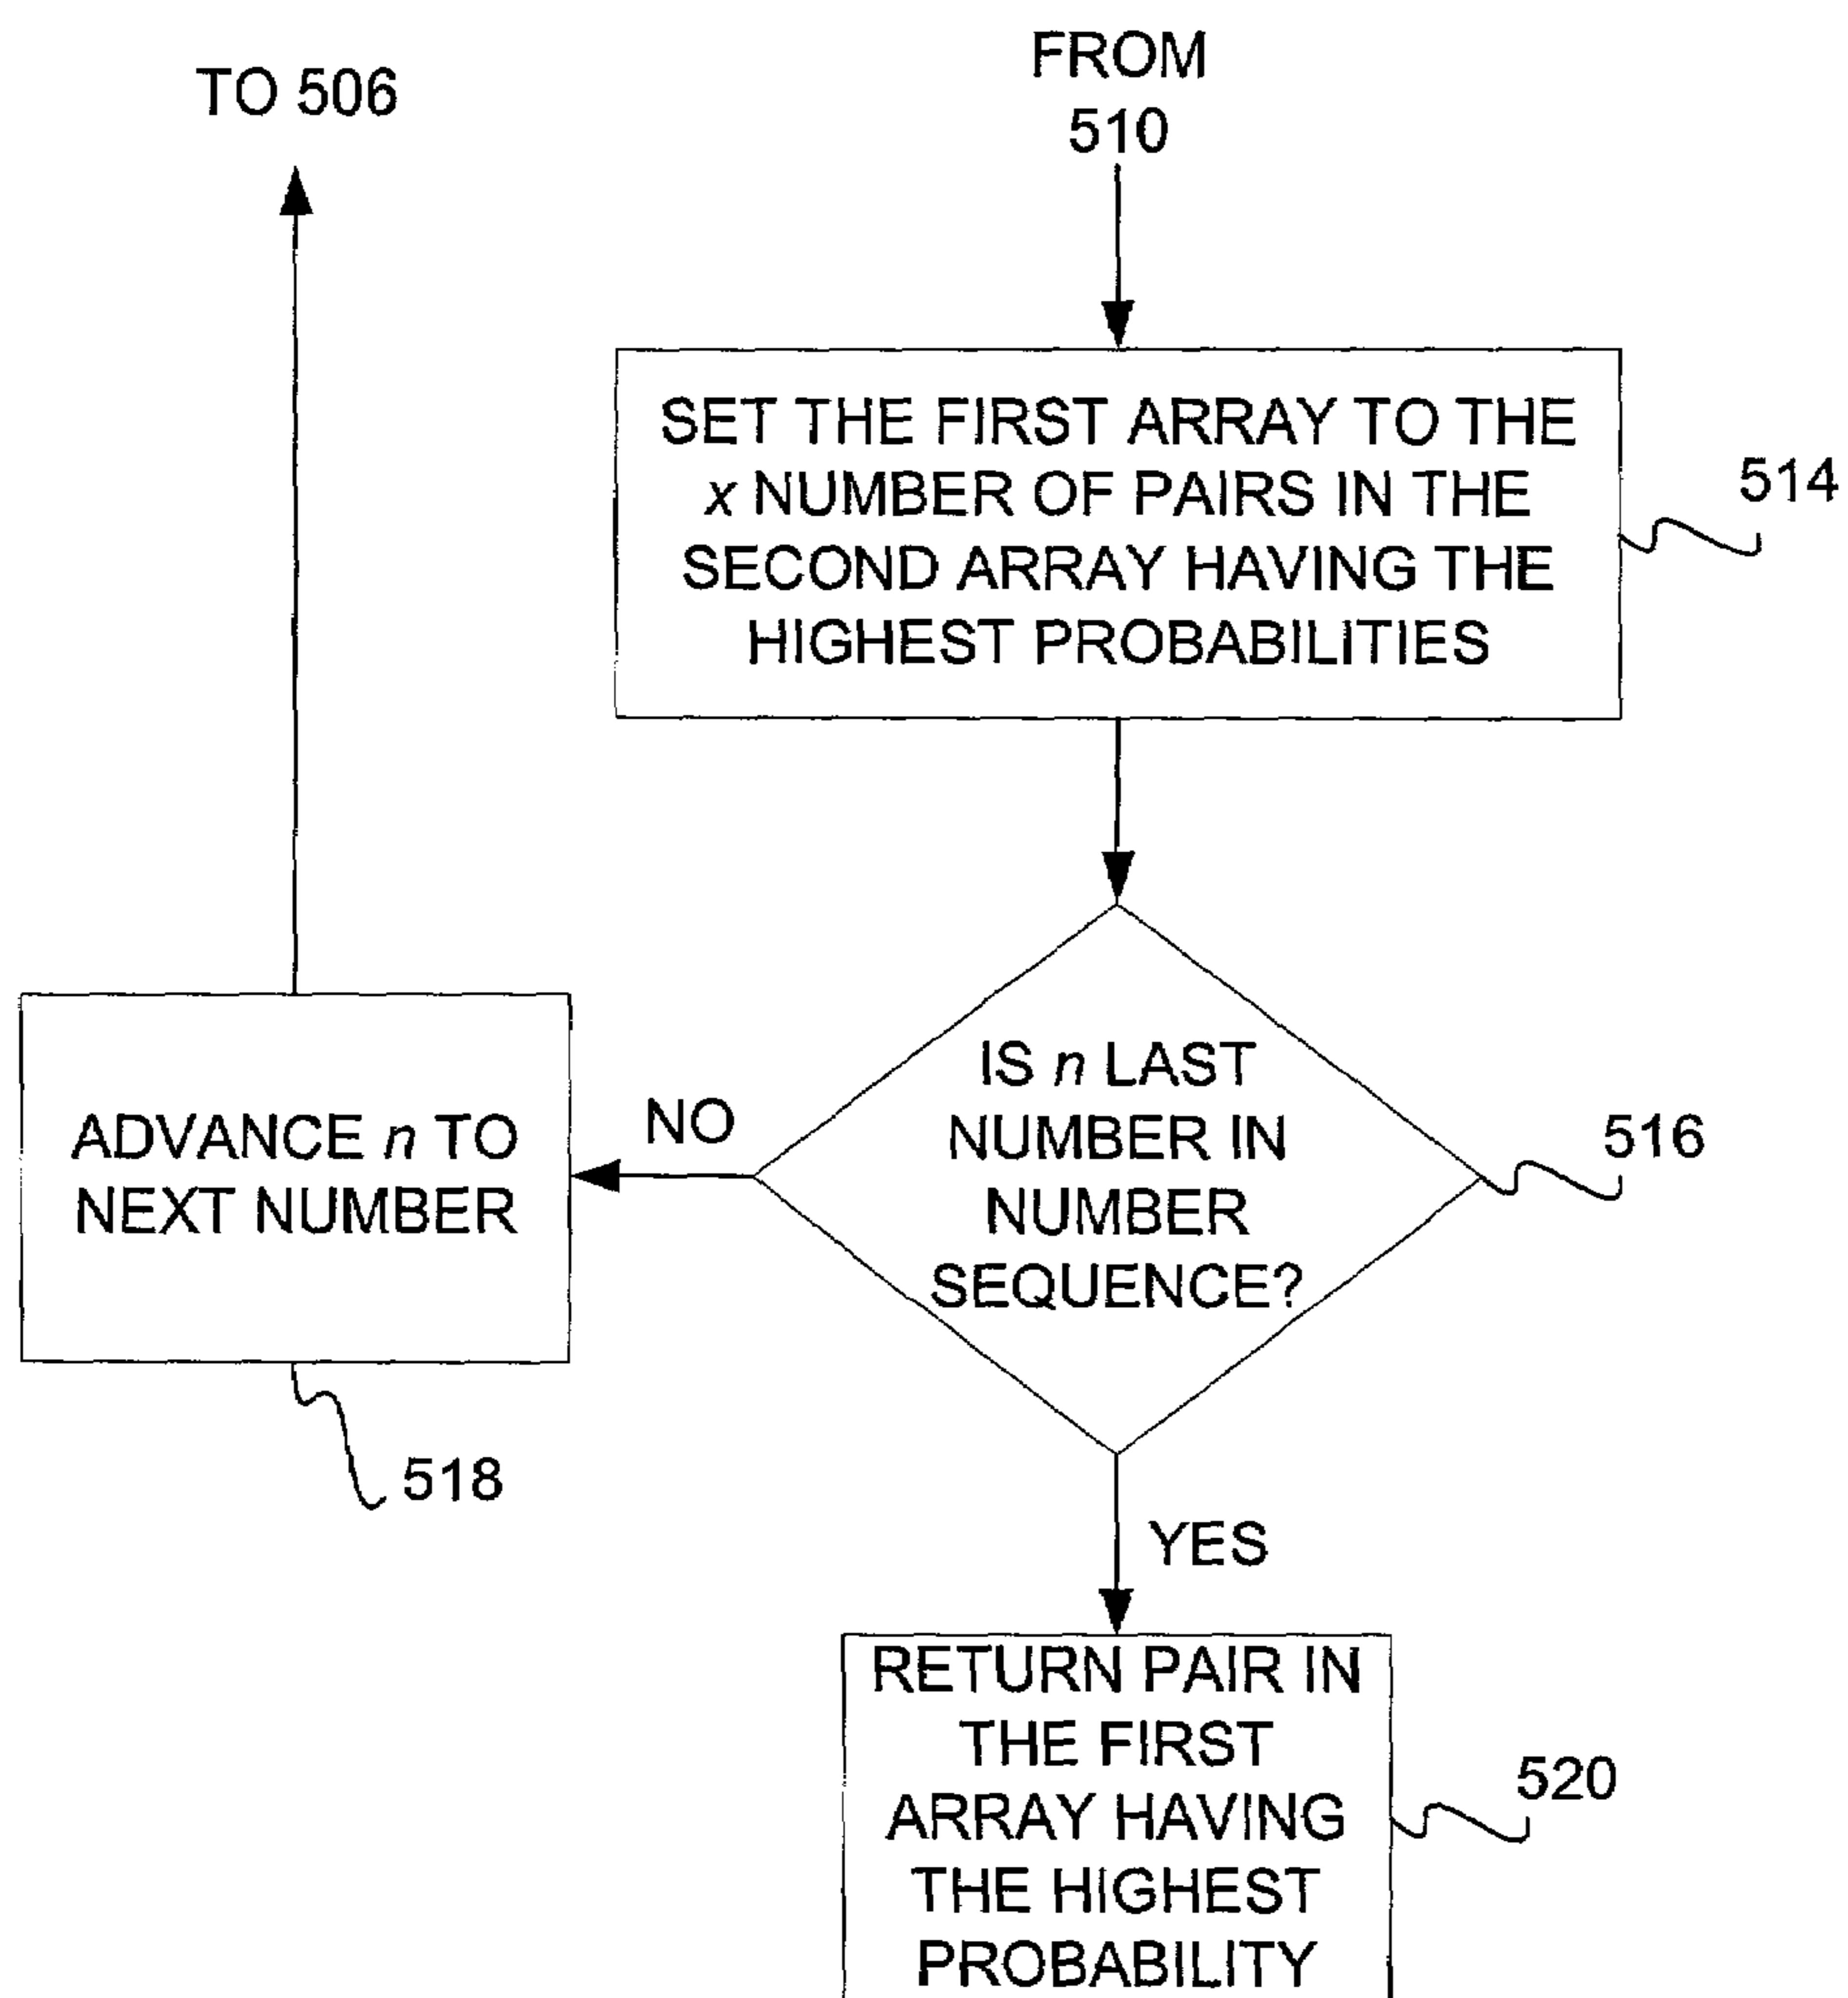 TO 506
FROM
510
SET THE FIRST ARRAY TO THE
x NUMBER OF PAIRS IN THE
SECOND ARRAY HAVING THE
HIGHEST PROBABILITIES
514
IS n LAST
NUMBER IN
NUMBER
SEQUENCE?
516
NO
ADVANCE n TO
NEXT NUMBER
518
YES
RETURN PAIR IN
THE FIRST
ARRAY HAVING
THE HIGHEST
PROBABILITY
520